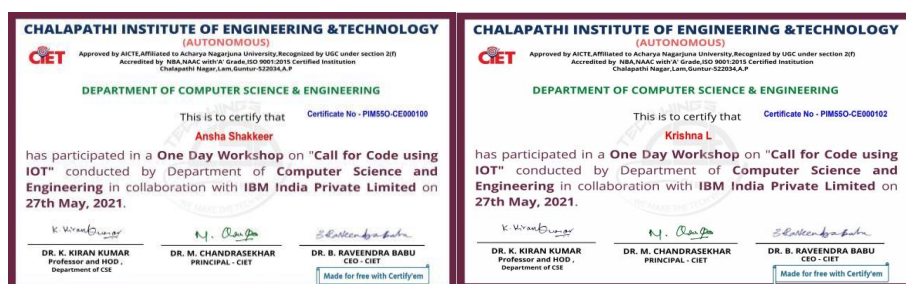 CHALAPATHI INSTITUTE OF ENGINEERING &TECHNOLOGY
(AUTONOMOUS)
CIET
Approved by AICTE,Affiliated to Acharya Nagarjuna University,Recognized by UGC under section 2(f)
Accredited by NBA,NAAC with'A' Grade,ISO 9001:2015 Certified Institution
Chalapathi Nagar,Lam,Guntur-522034,A.P
DEPARTMENT OF COMPUTER SCIENCE & ENGINEERING
This is to certify that
Certificate No - PIM55O-CE000100
Ansha Shakkeer
has participated in a One Day Workshop on "Call for Code using
IOT" conducted by Department of Computer Science and
Engineering in collaboration with IBM India Private Limited on
27th May, 2021.
DR. K. KIRAN KUMAR
Professor and HOD ,
Department of CSE
DR. M. CHANDRASEKHAR
PRINCIPAL - CIET
DR. B. RAVEENDRA BABU
CEO - CIET
Made for free with Certify'em
CHALAPATHI INSTITUTE OF ENGINEERING &TECHNOLOGY
(AUTONOMOUS)
CIET
Approved by AICTE,Affiliated to Acharya Nagarjuna University,Recognized by UGC under section 2(f)
Accredited by NBA,NAAC with'A' Grade,ISO 9001:2015 Certified Institution
Chalapathi Nagar,Lam,Guntur-522034,A.P
DEPARTMENT OF COMPUTER SCIENCE & ENGINEERING
This is to certify that
Certificate No - PIM55O-CE000102
Krishna L
has participated in a One Day Workshop on "Call for Code using
IOT" conducted by Department of Computer Science and
Engineering in collaboration with IBM India Private Limited on
27th May, 2021.
DR. K. KIRAN KUMAR
Professor and HOD ,
Department of CSE
DR. M. CHANDRASEKHAR
PRINCIPAL - CIET
DR. B. RAVEENDRA BABU
CEO - CIET
Made for free with Certify'em